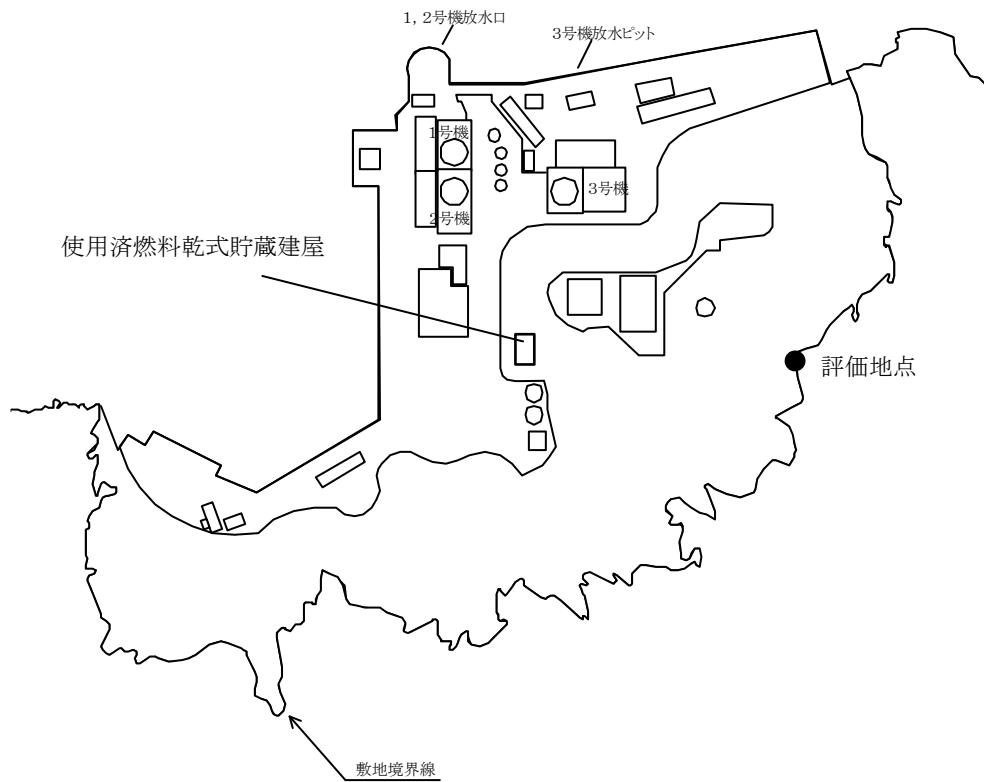 1,2号機放水口
3号機放水ピット
1号機
3号機
2号機
使用済燃料乾式貯蔵建屋
評価地点
敷地境界線